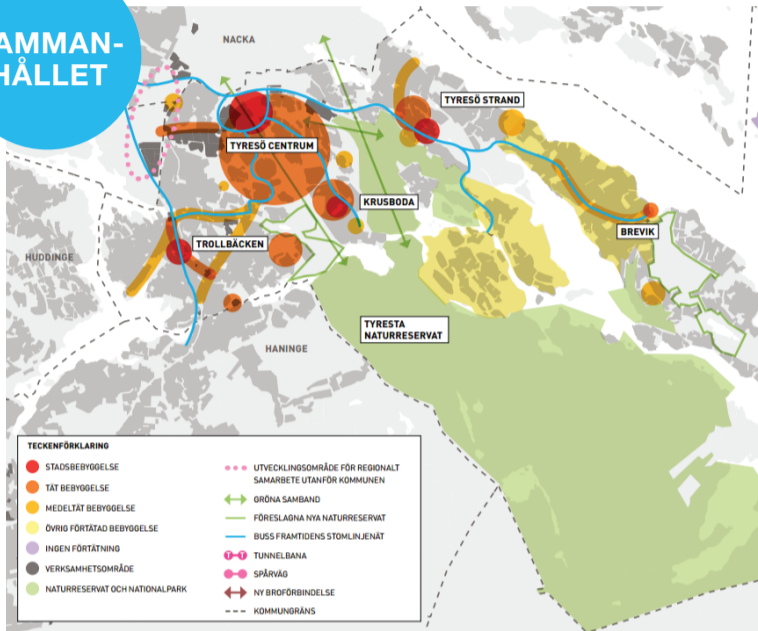 AMMAN-
HÅLLET
NACKA
TYRESÖ STRAND
TYRESÖ CENTRUM
KRUSBODA
BREVIK
TROLLBÄCKEN
HUDDINGE
TYRESTA
NATURRESERVAT
HANINGE
TECKENFÖRKLARING
STADSBEBYGGELSE
TÄT BEBYGGELSE
MEDELTÄT BEBYGGELSE
ÖVRIG FÖRTÄTAD BEBYGGELSE
INGEN FÖRTÄTNING
VERKSAMHETSOMRÅDE
NATURRESERVAT OCH NATIONALPARK
UTVECKLINGSOMRÅDE FÖR REGIONALT
SAMARBETE UTANFÖR KOMMUNEN
GRÖNA SAMBAND
FÖRESLAGNA NYA NATURRESERVAT
BUSS FRAMTIDENS STOMLINJENÄT
T T TUNNELBANA
SPÅRVÄG
NY BROFÖRBINDELSE
KOMMUNGRÄNS